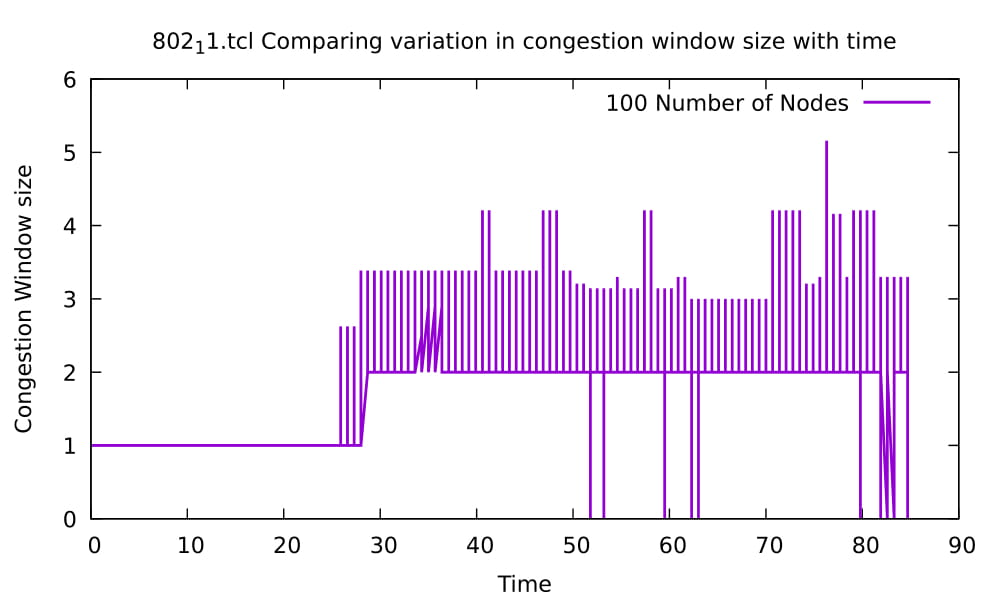 802₁1.tcl Comparing variation in congestion window size with time
100 Number of Nodes
Congestion Window size
6
5
4
3
2
1
0
0 10 20 30 40 50 60 70 80 90
Time